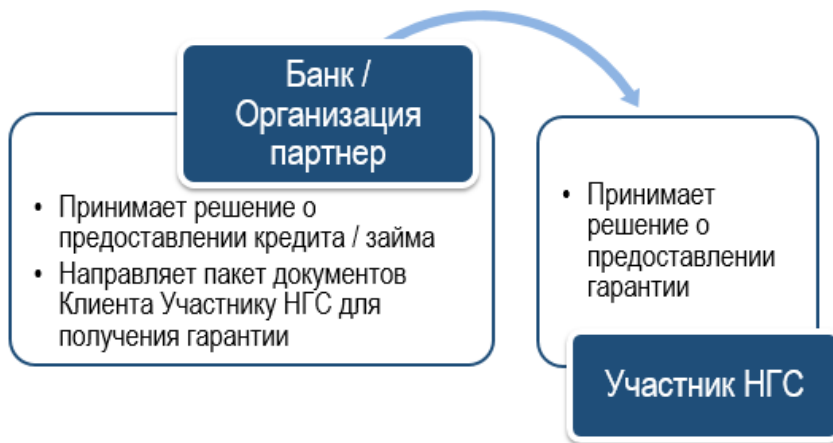 Банк /
Организация
партнер
• Принимает решение о
предоставлении кредита / займа
• Направляет пакет документов
Клиента Участнику НГС для
получения гарантии
• Принимает
решение о
предоставлении
гарантии
Участник НГС